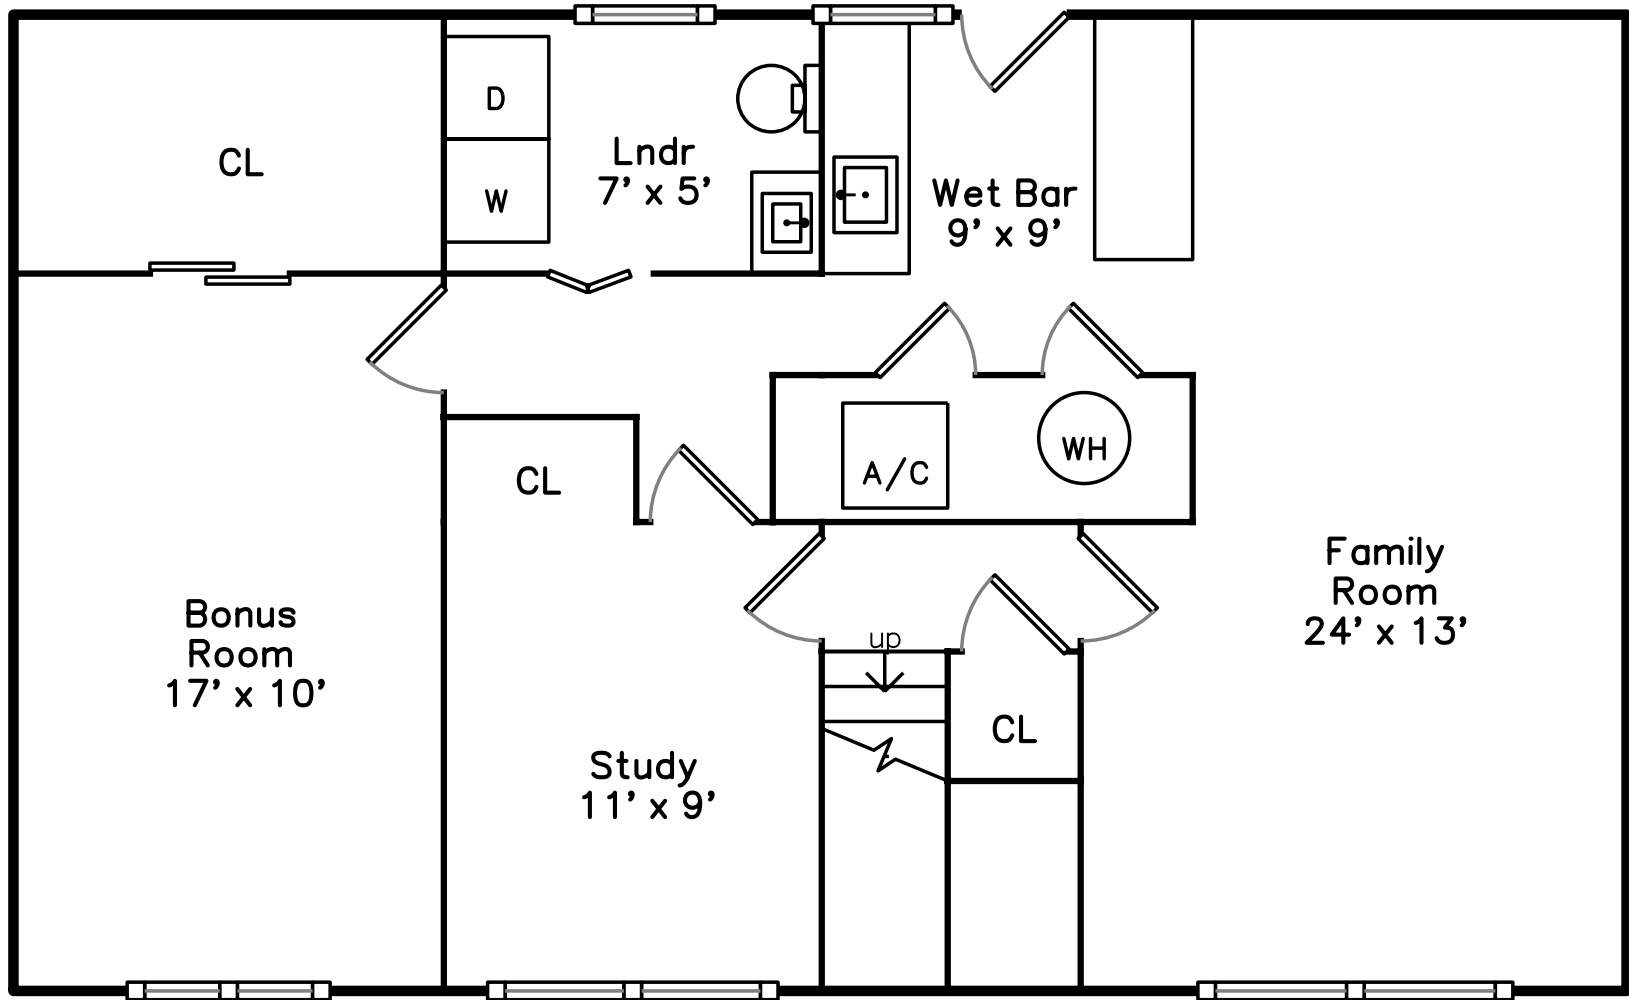 D
CL
W
Lndr
7' x 5'
Wet Bar
9' x 9'
CL
A/C
WH
Family
Room
24' x 13'
Bonus
Room
17' x 10'
up
CL
Study
11' x 9'